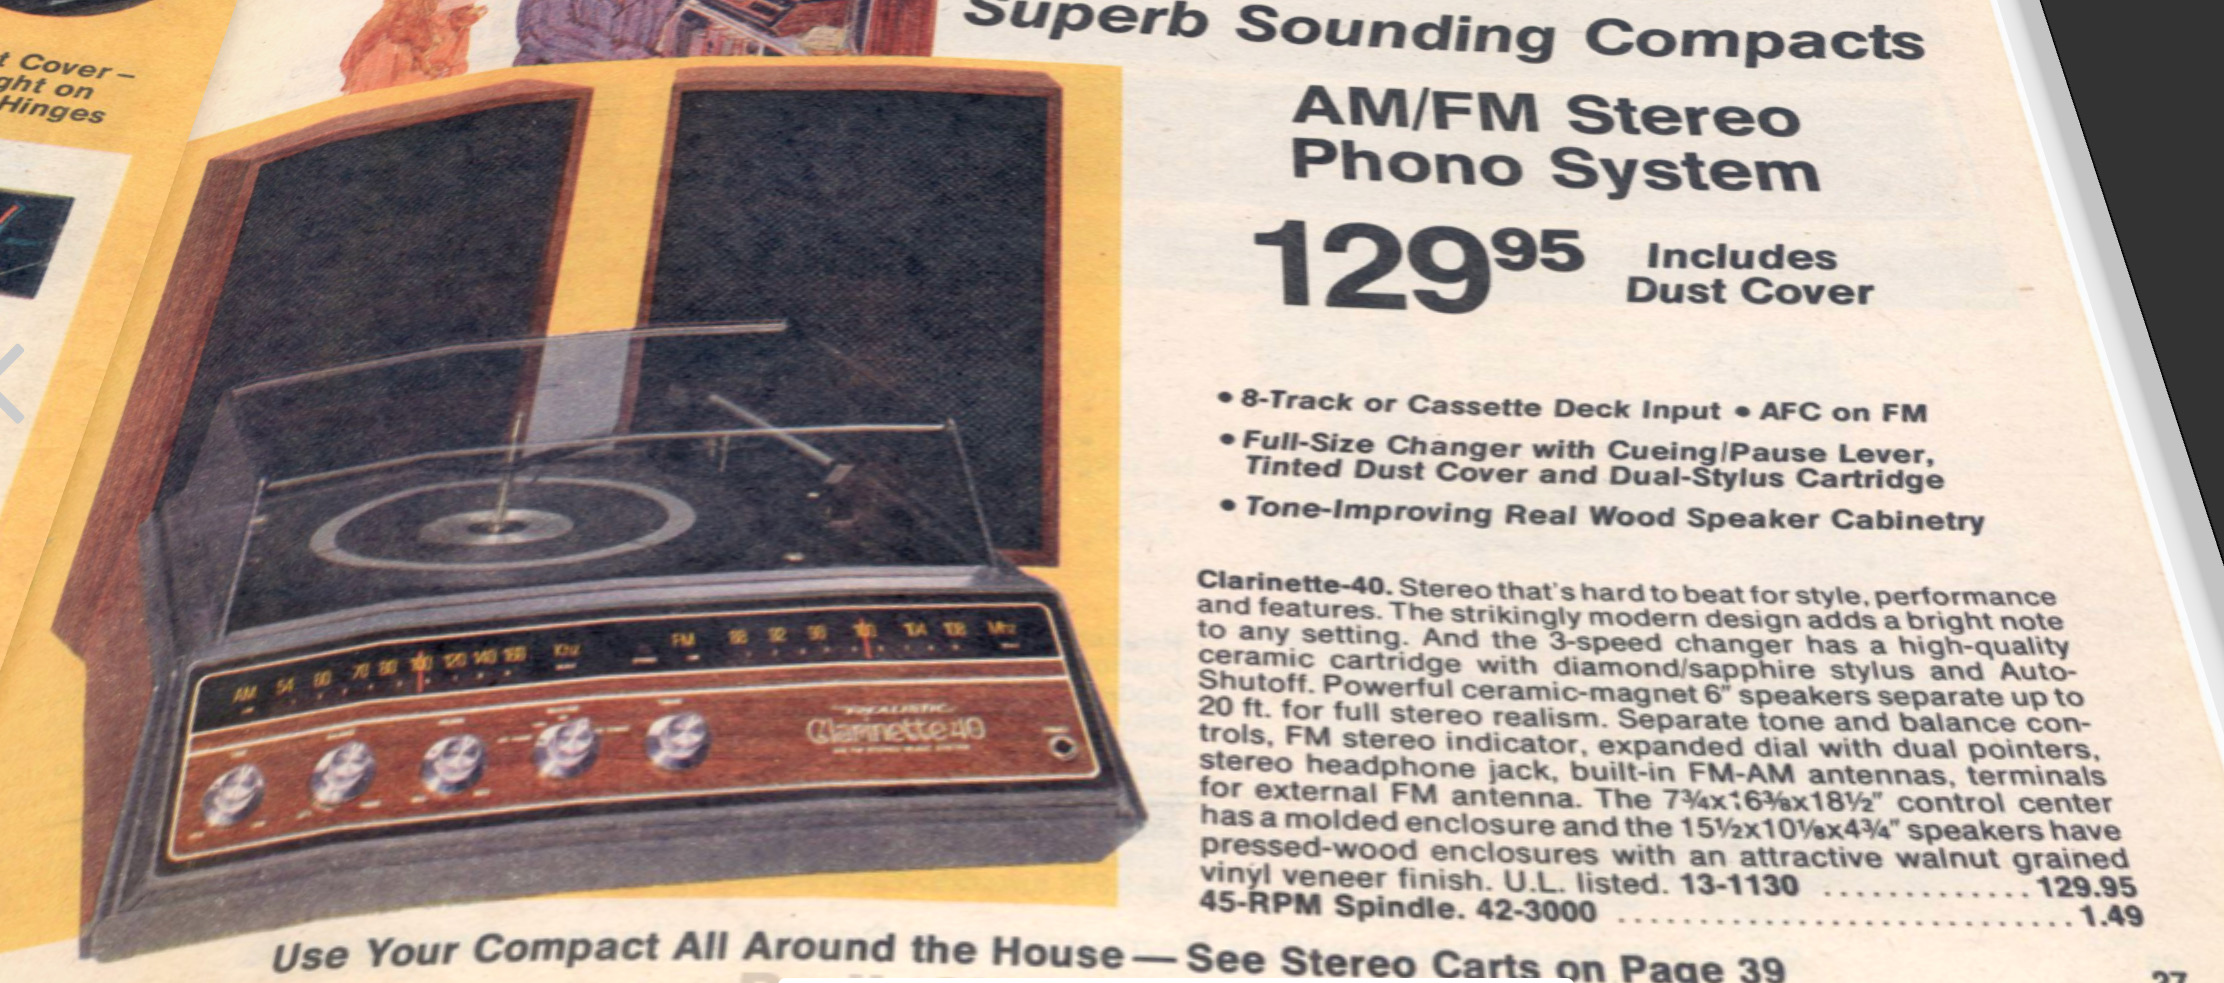 t Cover–
ght on
Hinges
Superb Sounding Compacts
AM/FM Stereo
Phono System
129⁹⁵
Includes
Dust Cover
• 8-Track or Cassette Deck Input • AFC on FM
• Full-Size Changer with Cueing/Pause Lever,
Tinted Dust Cover and Dual-Stylus Cartridge
• Tone-Improving Real Wood Speaker Cabinetry
Clarinette-40. Stereo that's hard to beat for style, performance
and features. The strikingly modern design adds a bright note
to any setting. And the 3-speed changer has a high-quality
ceramic cartridge with diamond/sapphire stylus and Auto-
Shutoff. Powerful ceramic-magnet 6" speakers separate up to
20 ft. for full stereo realism. Separate tone and balance con-
trols, FM stereo indicator, expanded dial with dual pointers,
stereo headphone jack, built-in FM-AM antennas, terminals
for external FM antenna. The 7¾x16⅜x18½" control center
has a molded enclosure and the 15½x10⅛x4¾" speakers have
pressed-wood enclosures with an attractive walnut grained
vinyl veneer finish. U.L. listed. 13-1130 ............. 129.95
45-RPM Spindle. 42-3000 .......................... 1.49
AM 54 60 70 80 100 120 140 160 Khz
FM 88 92 96 100 104 108 Mhz
REALISTIC
Clarinette 40
Use Your Compact All Around the House—See Stereo Carts on Page 39